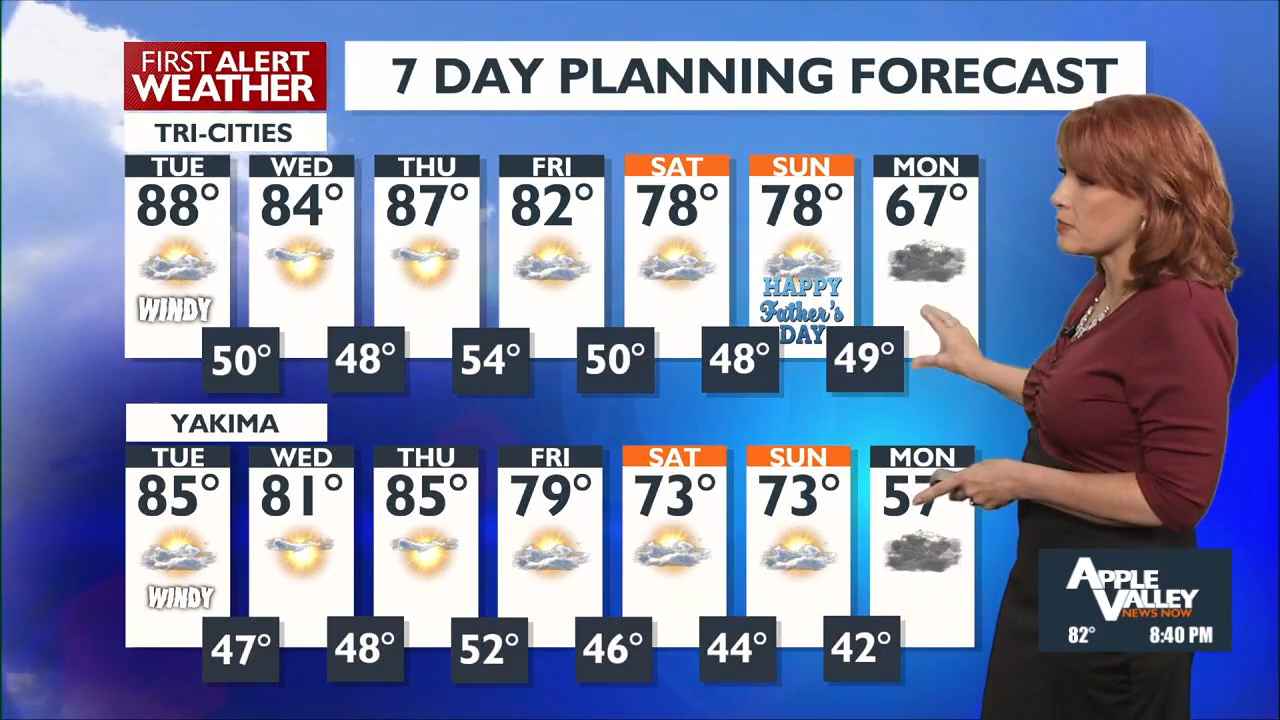 FIRST ALERT
WEATHER
7 DAY PLANNING FORECAST
TRI-CITIES
TUE WED THU FRI SAT SUN MON
88° 84° 87° 82° 78° 78° 67°
WINDY
HAPPY
Father's
DAY
50° 48° 54° 50° 48° 49°
YAKIMA
TUE WED THU FRI SAT SUN MON
85° 81° 85° 79° 73° 73° 57
WINDY
47° 48° 52° 46° 44° 42°
APPLE
VALLEY
NEWS NOW
82° 8:40 PM